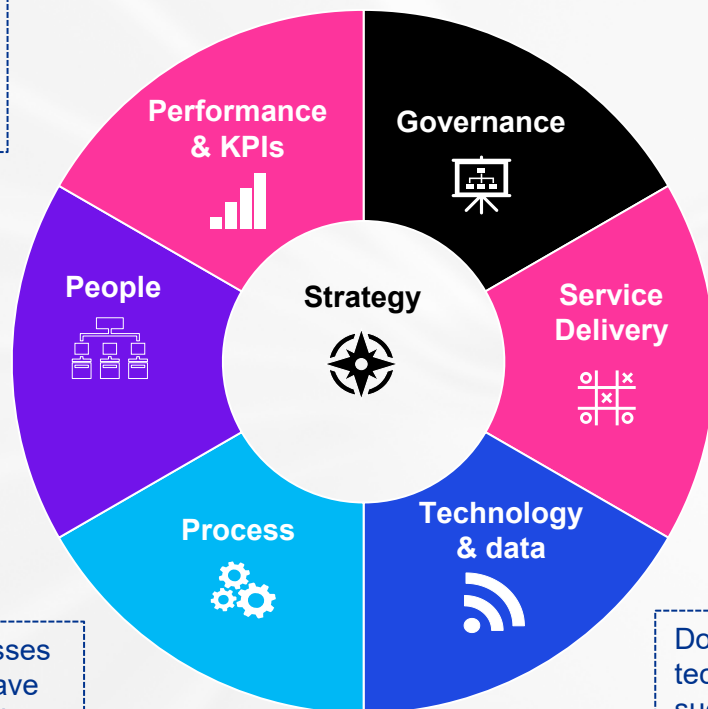 Performance
& KPIs
Governance
People
Strategy
Service
Delivery
Process
Technology
& data